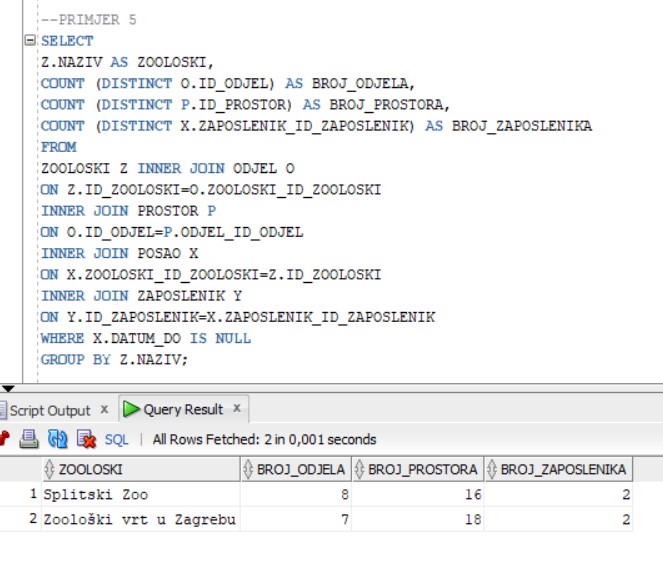 --PRIMJER 5
SELECT
Z.NAZIV AS ZOOLOSKI,
COUNT (DISTINCT O.ID_ODJEL) AS BROJ_ODJELA,
COUNT (DISTINCT P.ID_PROSTOR) AS BROJ_PROSTORA,
COUNT (DISTINCT X.ZAPOSLENIK_ID_ZAPOSLENIK) AS BROJ_ZAPOSLENIKA
FROM
ZOOLOSKI Z INNER JOIN ODJEL O
ON Z.ID_ZOOLOSKI=O.ZOOLOSKI_ID_ZOOLOSKI
INNER JOIN PROSTOR P
ON O.ID_ODJEL=P.ODJEL_ID_ODJEL
INNER JOIN POSAO X
ON X.ZOOLOSKI_ID_ZOOLOSKI=Z.ID_ZOOLOSKI
INNER JOIN ZAPOSLENIK Y
ON Y.ID_ZAPOSLENIK=X.ZAPOSLENIK_ID_ZAPOSLENIK
WHERE X.DATUM_DO IS NULL
GROUP BY Z.NAZIV;
Script Output x Query Result x
SQL | All Rows Fetched: 2 in 0,001 seconds
ZOOLOSKI BROJ_ODJELA BROJ_PROSTORA BROJ_ZAPOSLENIKA
1 Splitski Zoo 8 16 2
2 Zoološki vrt u Zagrebu 7 18 2